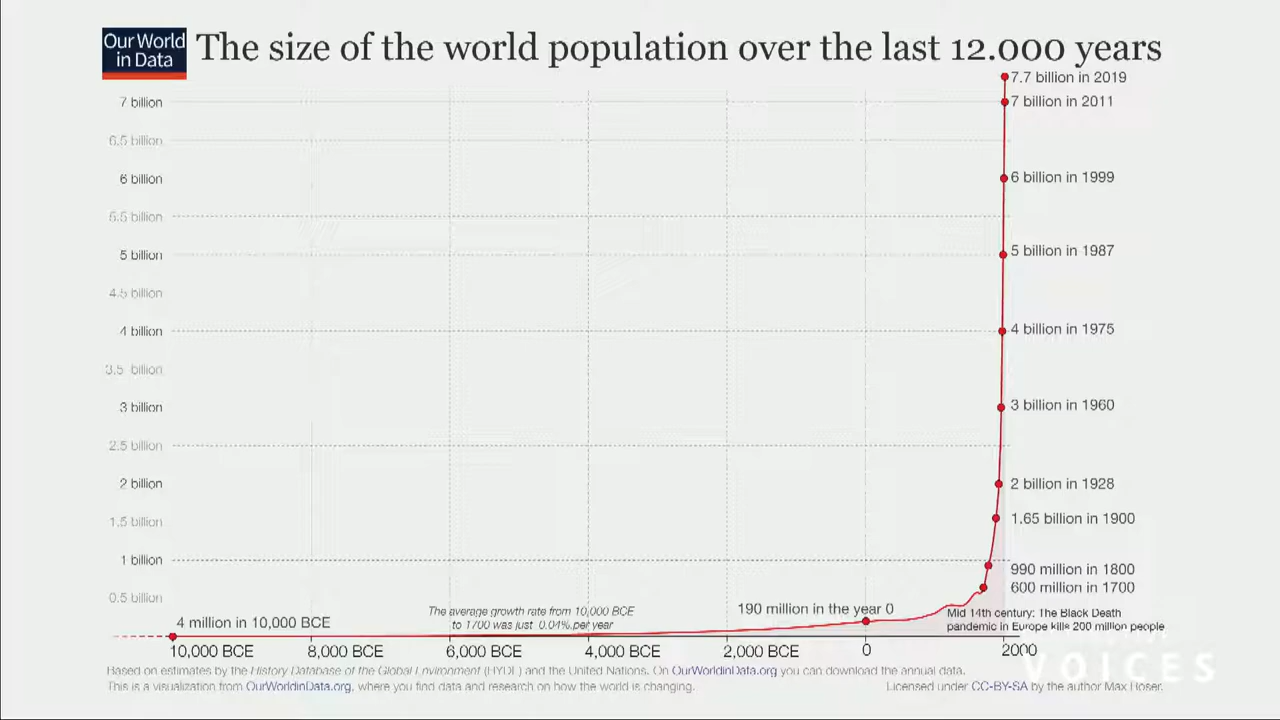 Our World
in Data
The size of the world population over the last 12.000 years
7.7 billion in 2019
7 billion
7 billion in 2011
6.5 billion
6 billion
6 billion in 1999
6.5 billion
5 billion
5 billion in 1987
4.5 billion
4 billion
4 billion in 1975
3.5 billion
3 billion
3 billion in 1960
2.5 billion
2 billion
2 billion in 1928
1.5 billion
1.65 billion in 1900
1 billion
990 million in 1800
600 million in 1700
0.5 billion
The average growth rate from 10,000 BCE
to 1700 was just 0.04% per year
190 million in the year 0
Mid 14th century: The Black Death
pandemic in Europe kills 200 million people
4 million in 10,000 BCE
10,000 BCE
8,000 BCE
6,000 BCE
4,000 BCE
2,000 BCE
0
2000
Based on estimates by the History Database of the Global Environment (HYDE) and the United Nations. On OurWorldinData.org you can download the annual data.
This is a visualization from OurWorldinData.org, where you find data and research on how the world is changing.
Licensed under CC-BY-SA by the author Max Roser.
VOICES